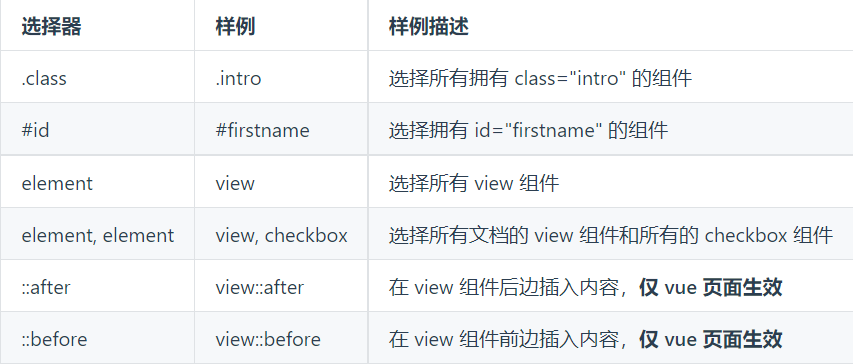 选择器 样例 样例描述
.class .intro 选择所有拥有 class="intro" 的组件
#id #firstname 选择拥有 id="firstname" 的组件
element view 选择所有 view 组件
element, element view, checkbox 选择所有文档的 view 组件和所有的 checkbox 组件
::after view::after 在 view 组件后边插入内容，仅 vue 页面生效
::before view::before 在 view 组件前边插入内容，仅 vue 页面生效